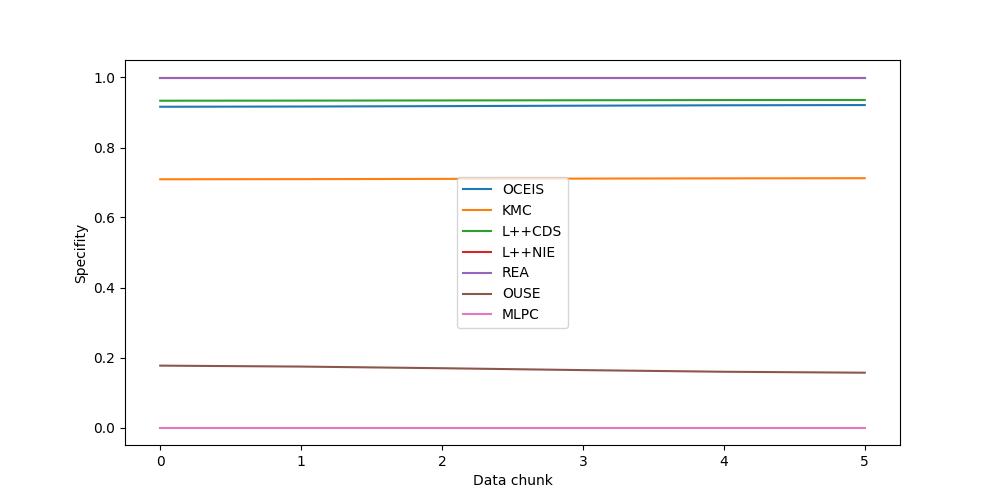 1.0
0.8
0.6
0.4
0.2
0.0
Specifity
OCEIS
KMC
L++CDS
L++NIE
REA
OUSE
MLPC
0 1 2 3 4 5
Data chunk